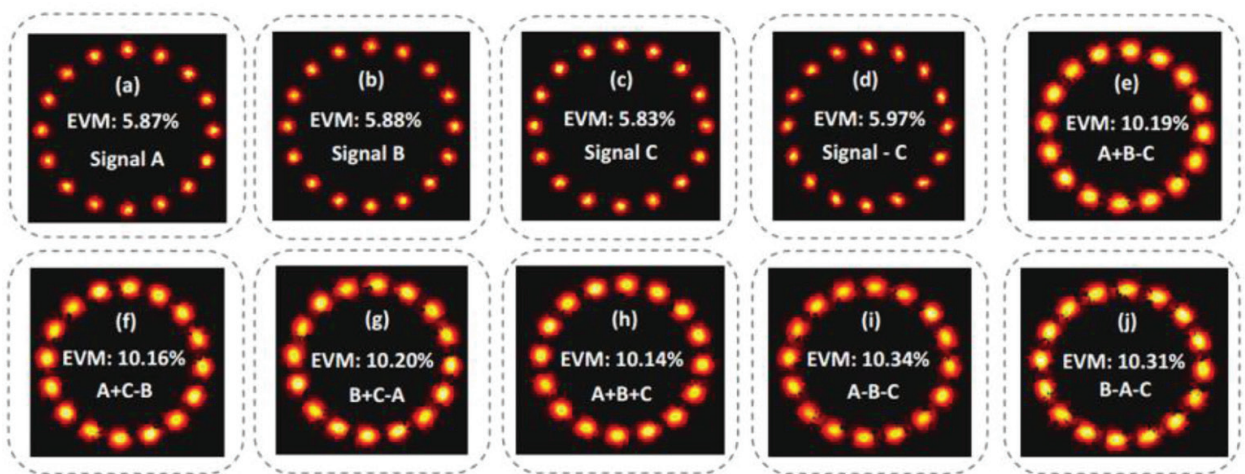 (a)
EVM: 5.87%
Signal A
(b)
EVM: 5.88%
Signal B
(c)
EVM: 5.83%
Signal C
(d)
EVM: 5.97%
Signal - C
(e)
EVM: 10.19%
A+B-C
(f)
EVM: 10.16%
A+C-B
(g)
EVM: 10.20%
B+C-A
(h)
EVM: 10.14%
A+B+C
(i)
EVM: 10.34%
A-B-C
(j)
EVM: 10.31%
B-A-C